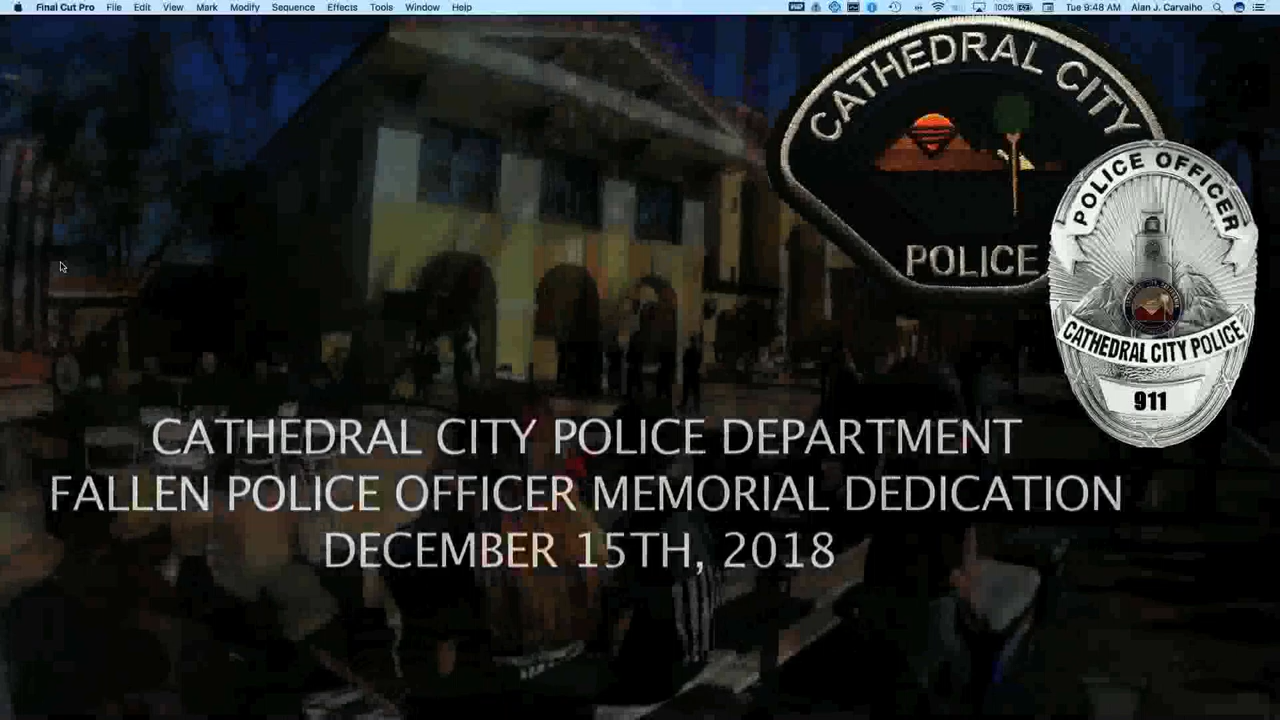 Final Cut Pro File Edit View Mark Modify Sequence Effects Tools Window Help 100% Tue 9:48 AM Alan J. Carvalho
CATHEDRAL CITY
POLICE
POLICE OFFICER
CATHEDRAL CITY POLICE
911
CATHEDRAL CITY POLICE DEPARTMENT
FALLEN POLICE OFFICER MEMORIAL DEDICATION
DECEMBER 15TH, 2018